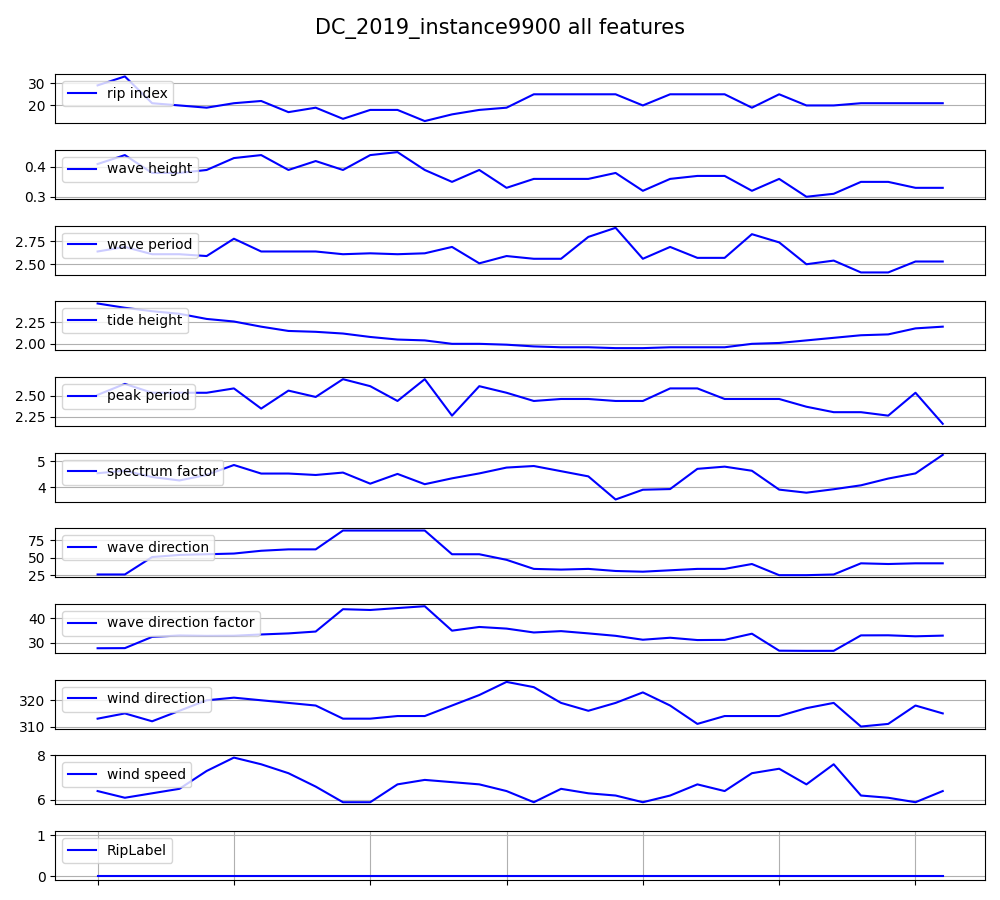 DC_2019_instance9900 all features
30
20
rip index
0.4
0.3
wave height
2.75
2.50
wave period
2.25
2.00
tide height
2.50
2.25
peak period
5
4
spectrum factor
75
50
25
wave direction
40
30
wave direction factor
320
310
wind direction
8
6
wind speed
1
0
RipLabel